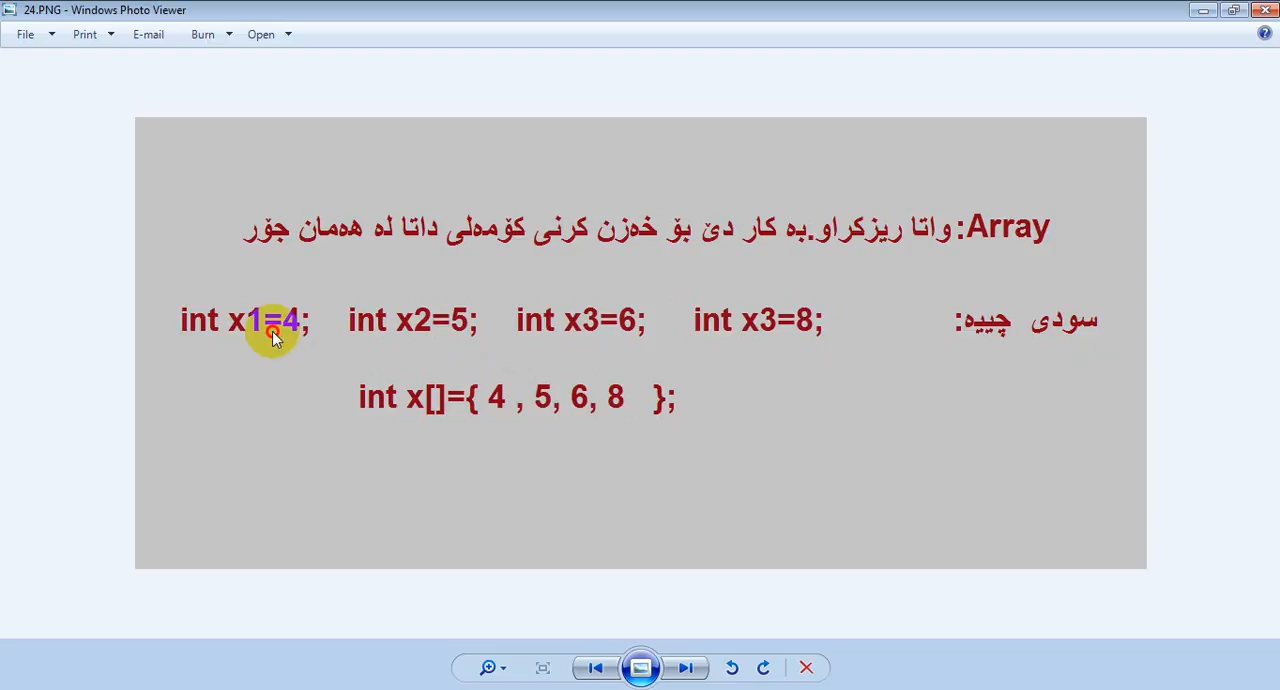 24.PNG - Windows Photo Viewer
File Print E-mail Burn Open
Array: واتا ریزکراو.بە کار دێ بۆ خەزن کرنی کۆمەلی داتا لە هەمان جۆر
سودی چییە: int x1=4; int x2=5; int x3=6; int x3=8;
int x[]={ 4 , 5, 6, 8 };